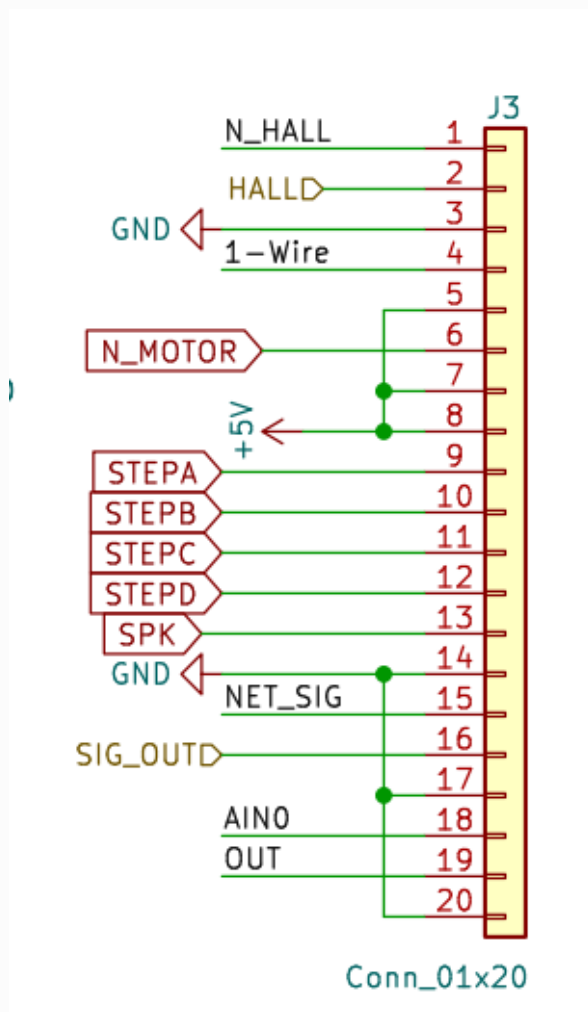 J3
N_HALL 1
HALL 2
GND 3
1-Wire 4
5
N_MOTOR 6
7
+5V 8
STEPA 9
STEPB 10
STEPC 11
STEPD 12
SPK 13
GND 14
NET_SIG 15
SIG_OUT 16
17
AIN0 18
OUT 19
20
Conn_01x20